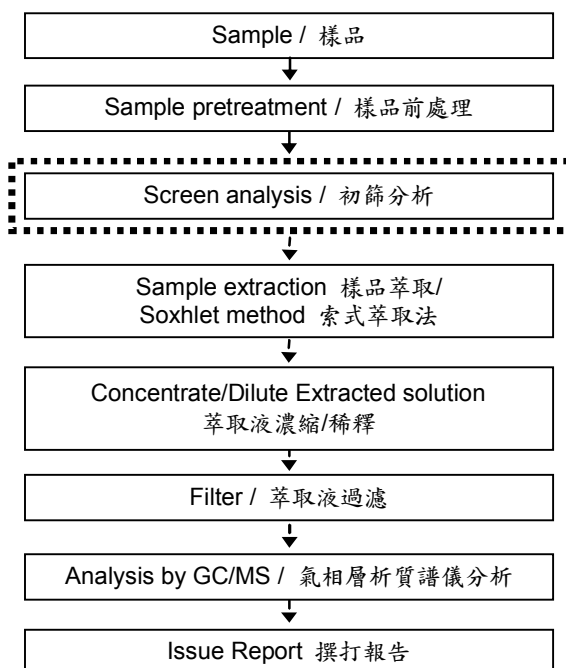 Sample / 樣品
Sample pretreatment / 樣品前處理
Screen analysis / 初篩分析
Sample extraction 樣品萃取/
Soxhlet method 索式萃取法
Concentrate/Dilute Extracted solution
萃取液濃縮/稀釋
Filter / 萃取液過濾
Analysis by GC/MS / 氣相層析質譜儀分析
Issue Report 撰打報告